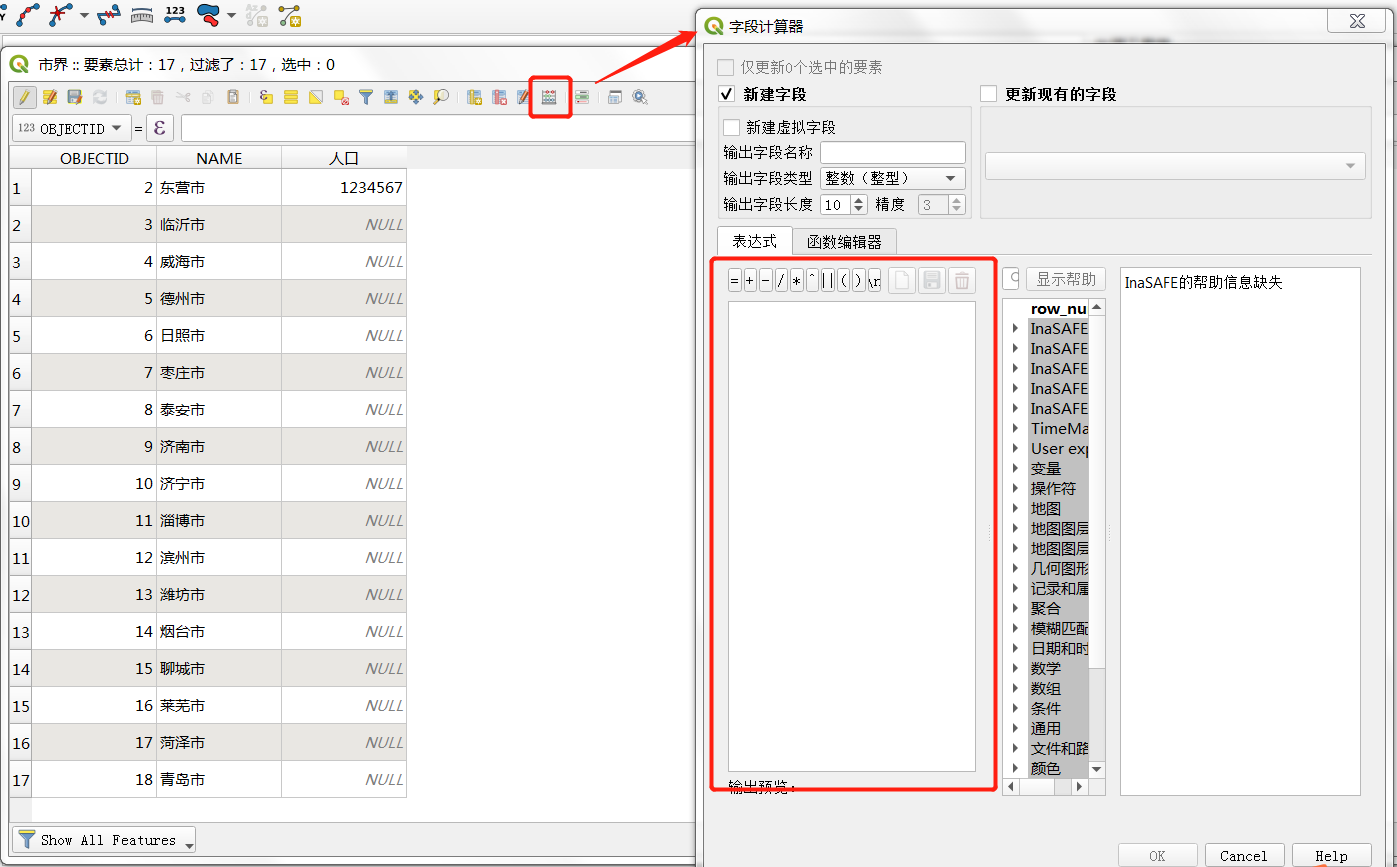 123
市界 :: 要素总计：17，过滤了：17，选中：0
123 OBJECTID = ε
OBJECTID NAME 人口
1 2 东营市 1234567
2 3 临沂市 NULL
3 4 威海市 NULL
4 5 德州市 NULL
5 6 日照市 NULL
6 7 枣庄市 NULL
7 8 泰安市 NULL
8 9 济南市 NULL
9 10 济宁市 NULL
10 11 淄博市 NULL
11 12 滨州市 NULL
12 13 潍坊市 NULL
13 14 烟台市 NULL
14 15 聊城市 NULL
15 16 莱芜市 NULL
16 17 菏泽市 NULL
17 18 青岛市 NULL
Show All Features
字段计算器
仅更新0个选中的要素
新建字段
更新现有的字段
新建虚拟字段
输出字段名称
输出字段类型 整数（整型）
输出字段长度 10 精度 3
表达式 函数编辑器
= + - / * ^ || ( ) \n
显示帮助
输出预览：
row_nu
InaSAFE
InaSAFE
InaSAFE
InaSAFE
InaSAFE
TimeMa
User exp
变量
操作符
地图
地图图层
地图图层
几何图形
记录和属
聚合
模糊匹配
日期和时
数学
数组
条件
通用
文件和路
颜色
InaSAFE的帮助信息缺失
OK Cancel Help